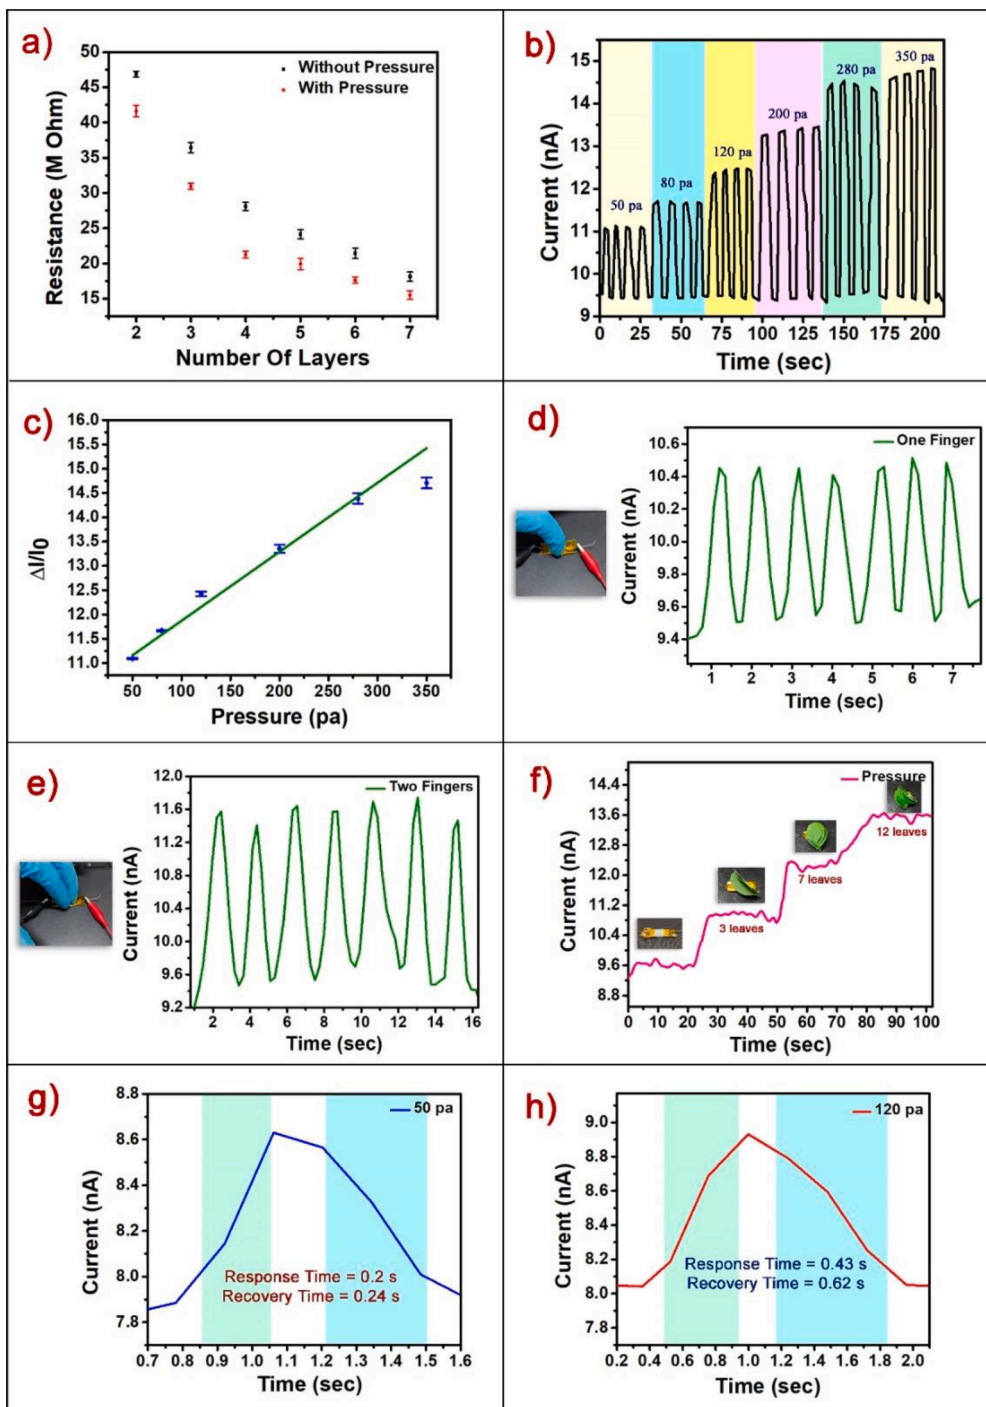 a)
50
45
40
35
30
25
20
15
Resistance (M Ohm)
Without Pressure
With Pressure
2 3 4 5 6 7
Number Of Layers
b)
15
14
13
12
11
10
9
Current (nA)
50 pa
80 pa
120 pa
200 pa
280 pa
350 pa
0 25 50 75 100 125 150 175 200
Time (sec)
c)
16.0
15.5
15.0
14.5
14.0
13.5
13.0
12.5
12.0
11.5
11.0
ΔI/I0
50 100 150 200 250 300 350
Pressure (pa)
d)
10.6
10.4
10.2
10.0
9.8
9.6
9.4
Current (nA)
One Finger
1 2 3 4 5 6 7
Time (sec)
e)
12.0
11.6
11.2
10.8
10.4
10.0
9.6
9.2
Current (nA)
Two Fingers
2 4 6 8 10 12 14 16
Time (sec)
f)
14.4
13.6
12.8
12.0
11.2
10.4
9.6
8.8
Current (nA)
Pressure
3 leaves
7 leaves
12 leaves
0 10 20 30 40 50 60 70 80 90 100
Time (sec)
g)
8.8
8.6
8.4
8.2
8.0
7.8
Current (nA)
50 pa
Response Time = 0.2 s
Recovery Time = 0.24 s
0.7 0.8 0.9 1.0 1.1 1.2 1.3 1.4 1.5 1.6
Time (sec)
h)
9.0
8.8
8.6
8.4
8.2
8.0
7.8
Current (nA)
120 pa
Response Time = 0.43 s
Recovery Time = 0.62 s
0.2 0.4 0.6 0.8 1.0 1.2 1.4 1.6 1.8 2.0
Time (sec)